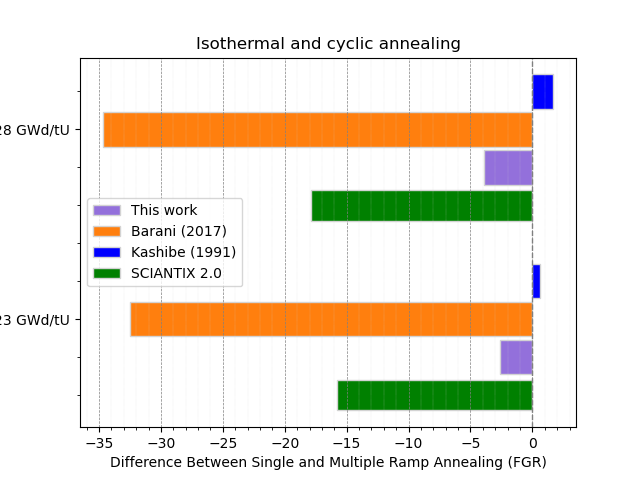 Isothermal and cyclic annealing
28 GWd/tU
This work
Barani (2017)
Kashibe (1991)
SCIANTIX 2.0
23 GWd/tU
−35 −30 −25 −20 −15 −10 −5 0
Difference Between Single and Multiple Ramp Annealing (FGR)